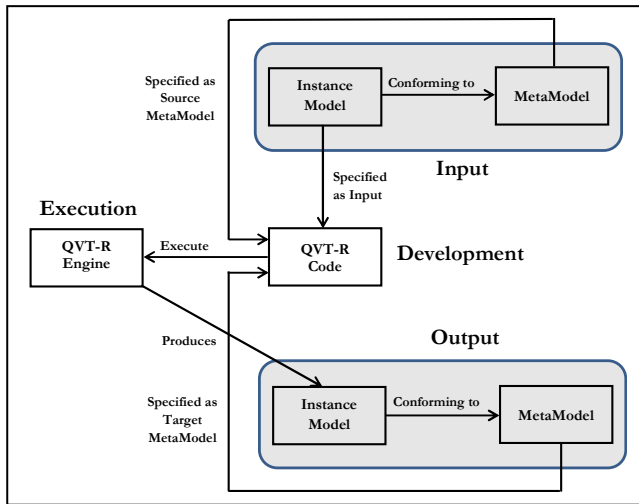 Specified as
Source
MetaModel
Instance
Model
Conforming to
MetaModel
Input
Specified
as Input
Execution
QVT-R
Engine
Execute
QVT-R
Code
Development
Produces
Output
Specified as
Target
MetaModel
Instance
Model
Conforming to
MetaModel